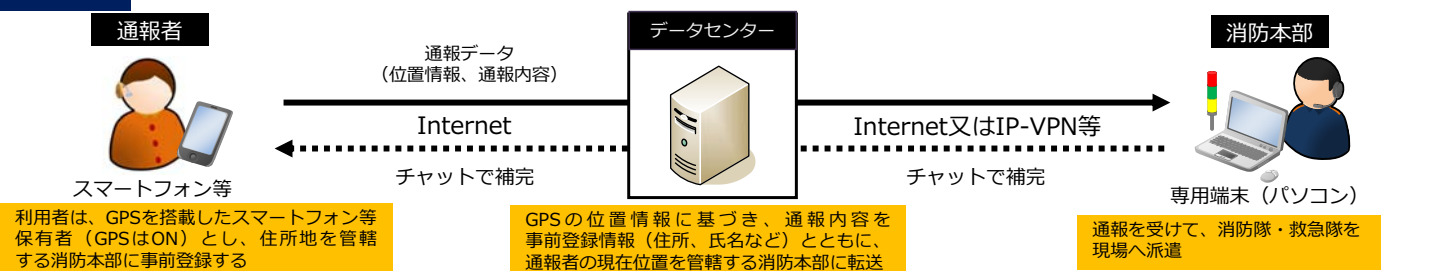 通報者
データセンター
消防本部
通報データ
（位置情報、通報内容）
Internet
Internet又はIP-VPN等
チャットで補完
チャットで補完
スマートフォン等
専用端末（パソコン）
利用者は、GPSを搭載したスマートフォン等
保有者（GPSはON）とし、住所地を管轄
する消防本部に事前登録する
GPSの位置情報に基づき、通報内容を
事前登録情報（住所、氏名など）とともに、
通報者の現在位置を管轄する消防本部に転送
通報を受けて、消防隊・救急隊を
現場へ派遣